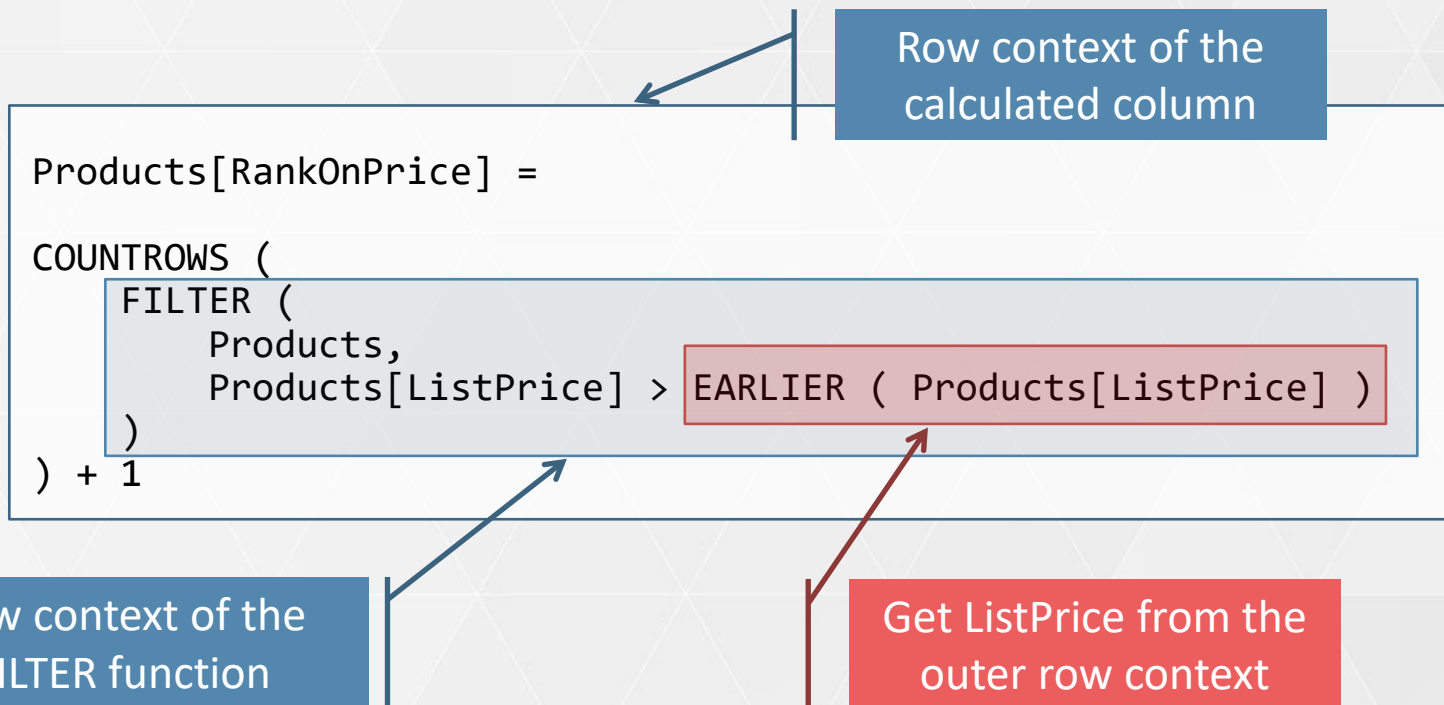 Row context of the
calculated column
Products[RankOnPrice] =
COUNTROWS (
FILTER (
Products,
Products[ListPrice] > EARLIER ( Products[ListPrice] )
)
) + 1
context of the
function
Get ListPrice from the
outer row context